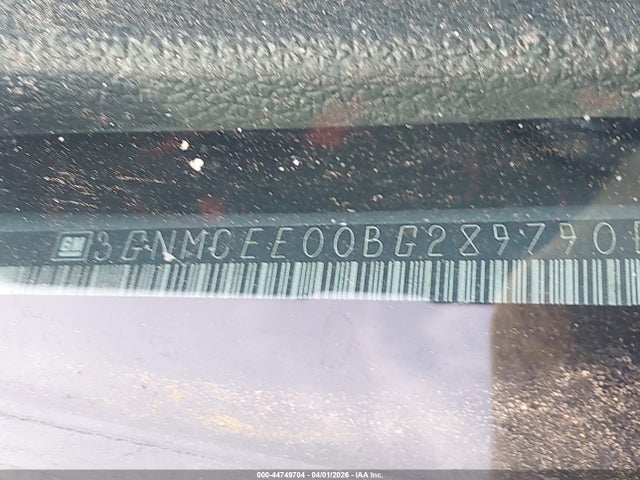 GM 3GNMCEE00BG289790
000-44749704 | 04/01/2026 | IAA Inc.